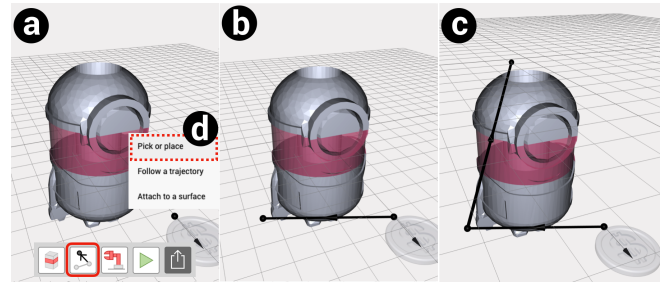 a
b
c
d
Pick or place
Follow a trajectory
Attach to a surface